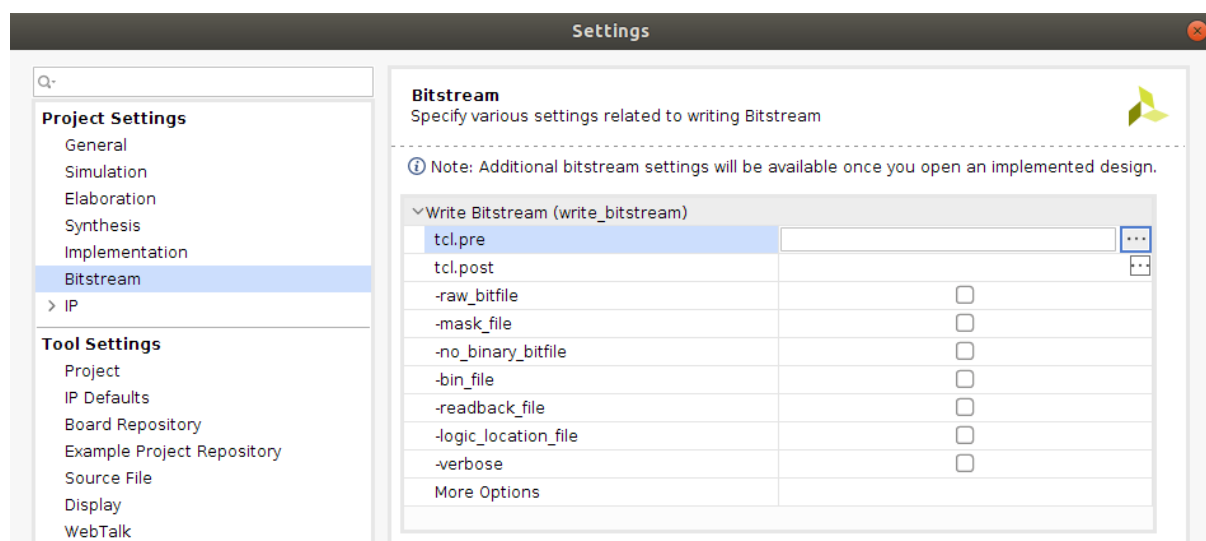 Settings
Project Settings
General
Simulation
Elaboration
Synthesis
Implementation
Bitstream
IP
Tool Settings
Project
IP Defaults
Board Repository
Example Project Repository
Source File
Display
WebTalk
Bitstream
Specify various settings related to writing Bitstream
Note: Additional bitstream settings will be available once you open an implemented design.
Write Bitstream (write_bitstream)
tcl.pre
tcl.post
-raw_bitfile
-mask_file
-no_binary_bitfile
-bin_file
-readback_file
-logic_location_file
-verbose
More Options